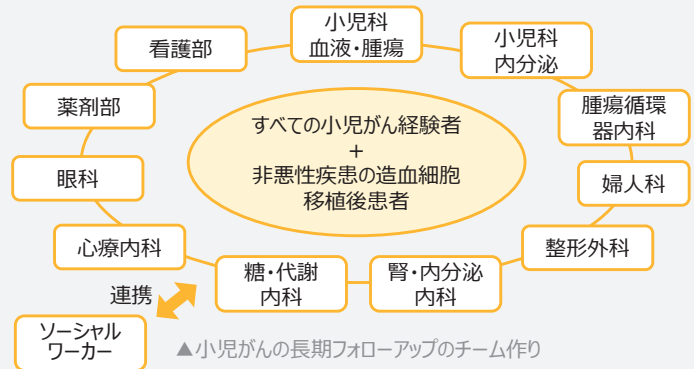 小児科
血液・腫瘍
看護部
小児科
内分泌
薬剤部
腫瘍循環
器内科
すべての小児がん経験者
+
非悪性疾患の造血細胞
移植後患者
眼科
婦人科
心療内科
整形外科
糖・代謝
内科
腎・内分泌
内科
連携
ソーシャル
ワーカー
▲小児がんの長期フォローアップのチーム作り